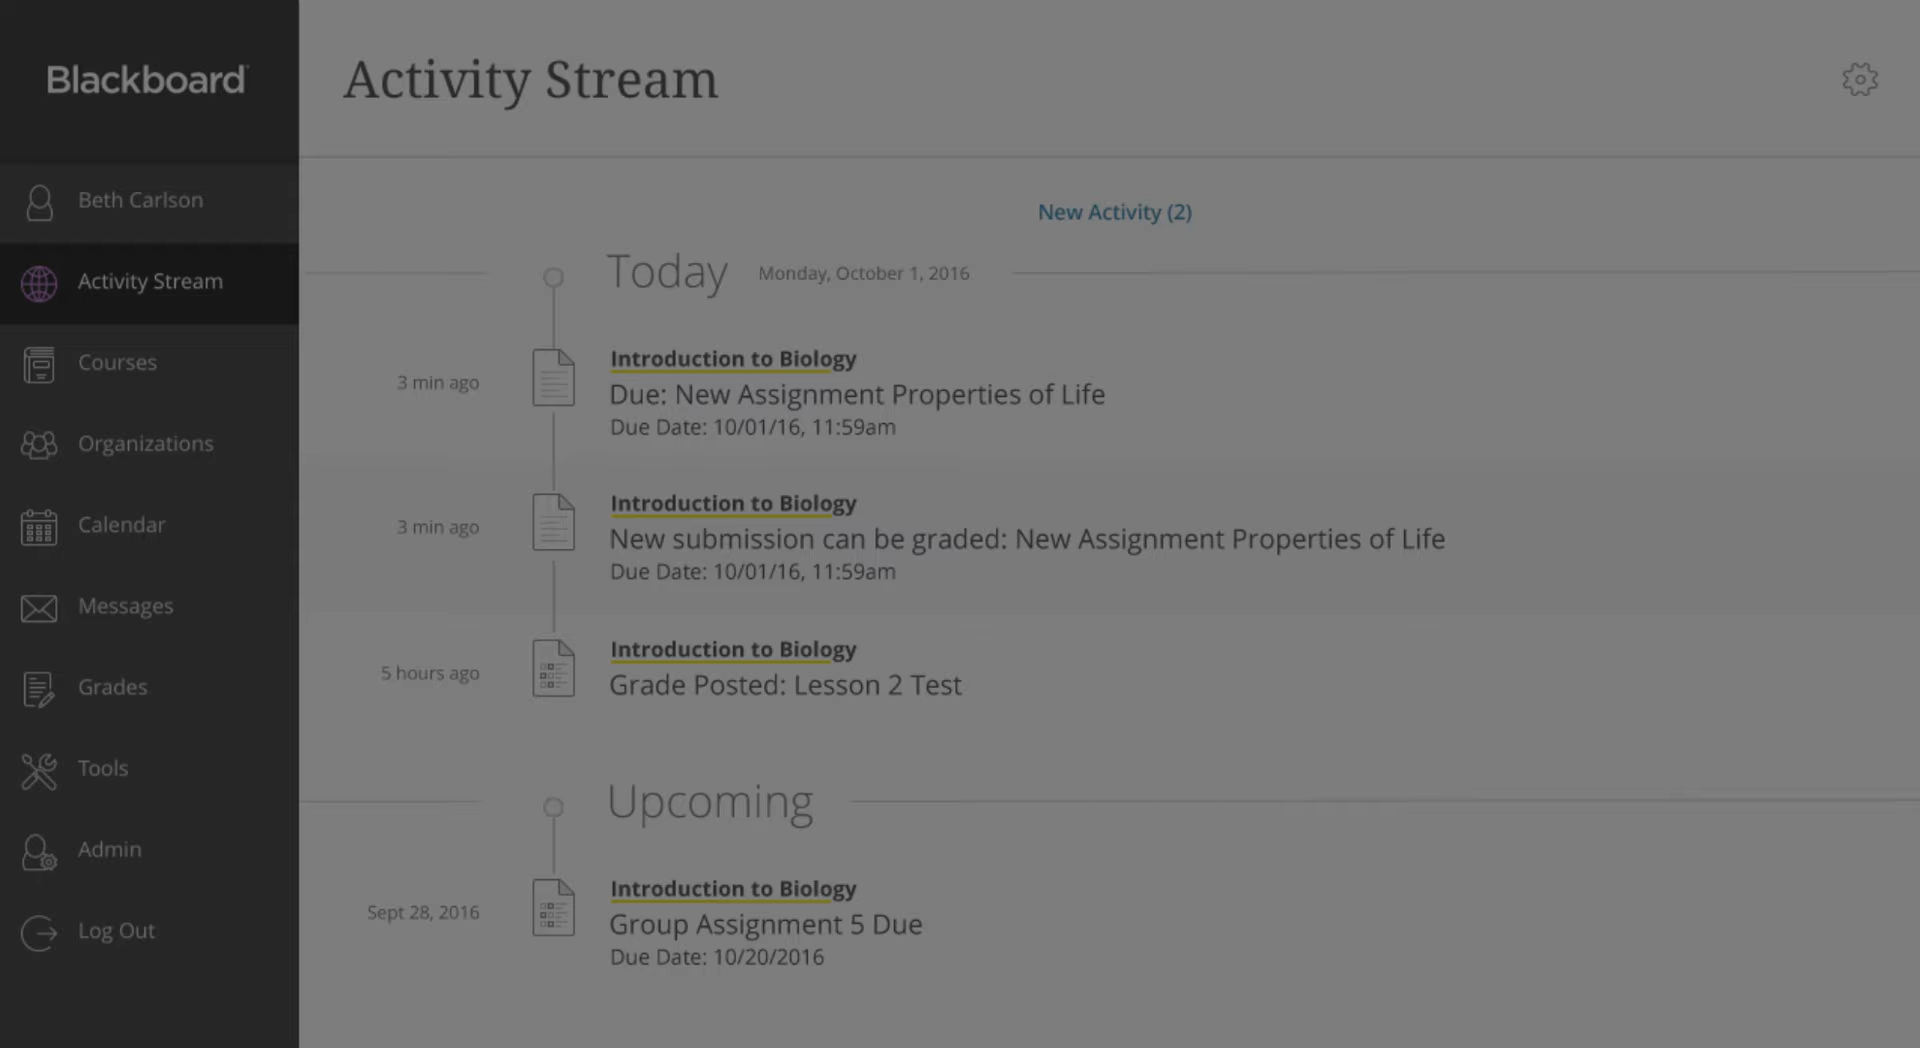 Blackboard
Beth Carlson
Activity Stream
Courses
Organizations
Calendar
Messages
Grades
Tools
Admin
Log Out
Activity Stream
New Activity (2)
Today Monday, October 1, 2016
3 min ago
Introduction to Biology
Due: New Assignment Properties of Life
Due Date: 10/01/16, 11:59am
3 min ago
Introduction to Biology
New submission can be graded: New Assignment Properties of Life
Due Date: 10/01/16, 11:59am
5 hours ago
Introduction to Biology
Grade Posted: Lesson 2 Test
Upcoming
Sept 28, 2016
Introduction to Biology
Group Assignment 5 Due
Due Date: 10/20/2016